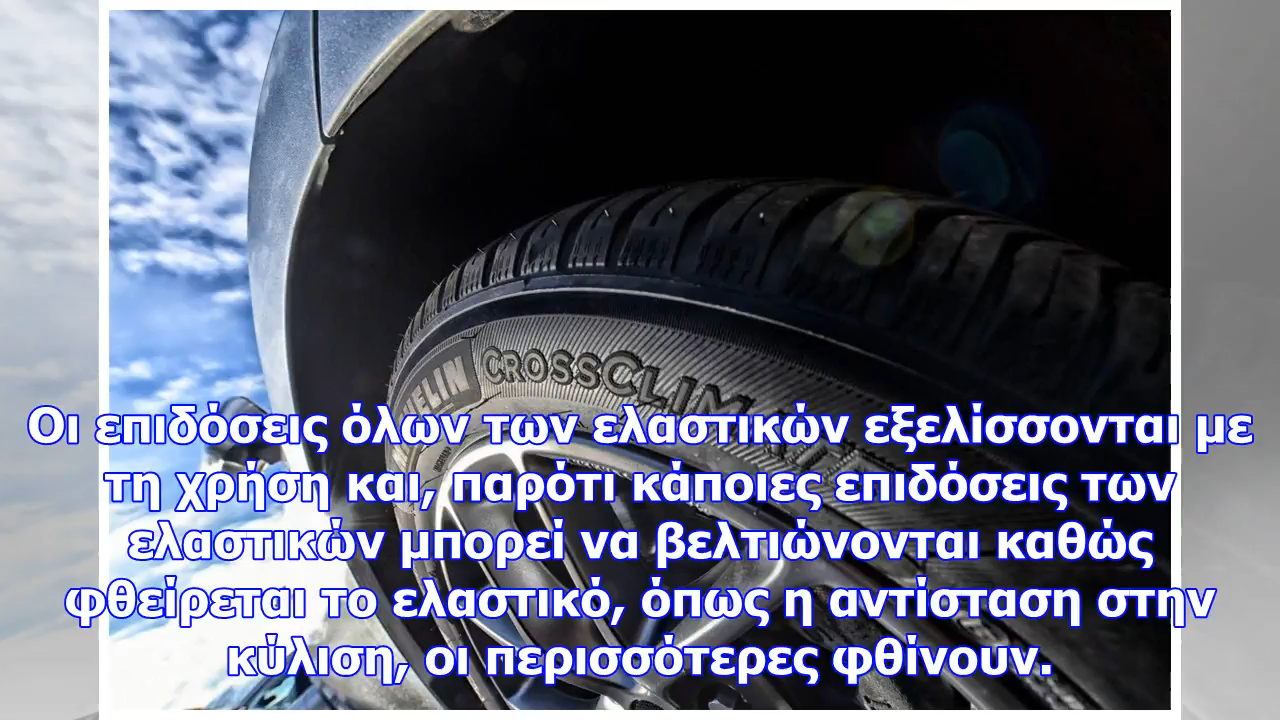 ELIN CROSSCLIM
Οι επιδόσεις όλων των ελαστικών εξελίσσονται με
τη χρήση και, παρότι κάποιες επιδόσεις των
ελαστικών μπορεί να βελτιώνονται καθώς
φθείρεται το ελαστικό, όπως η αντίσταση στην
κύλιση, οι περισσότερες φθίνουν.